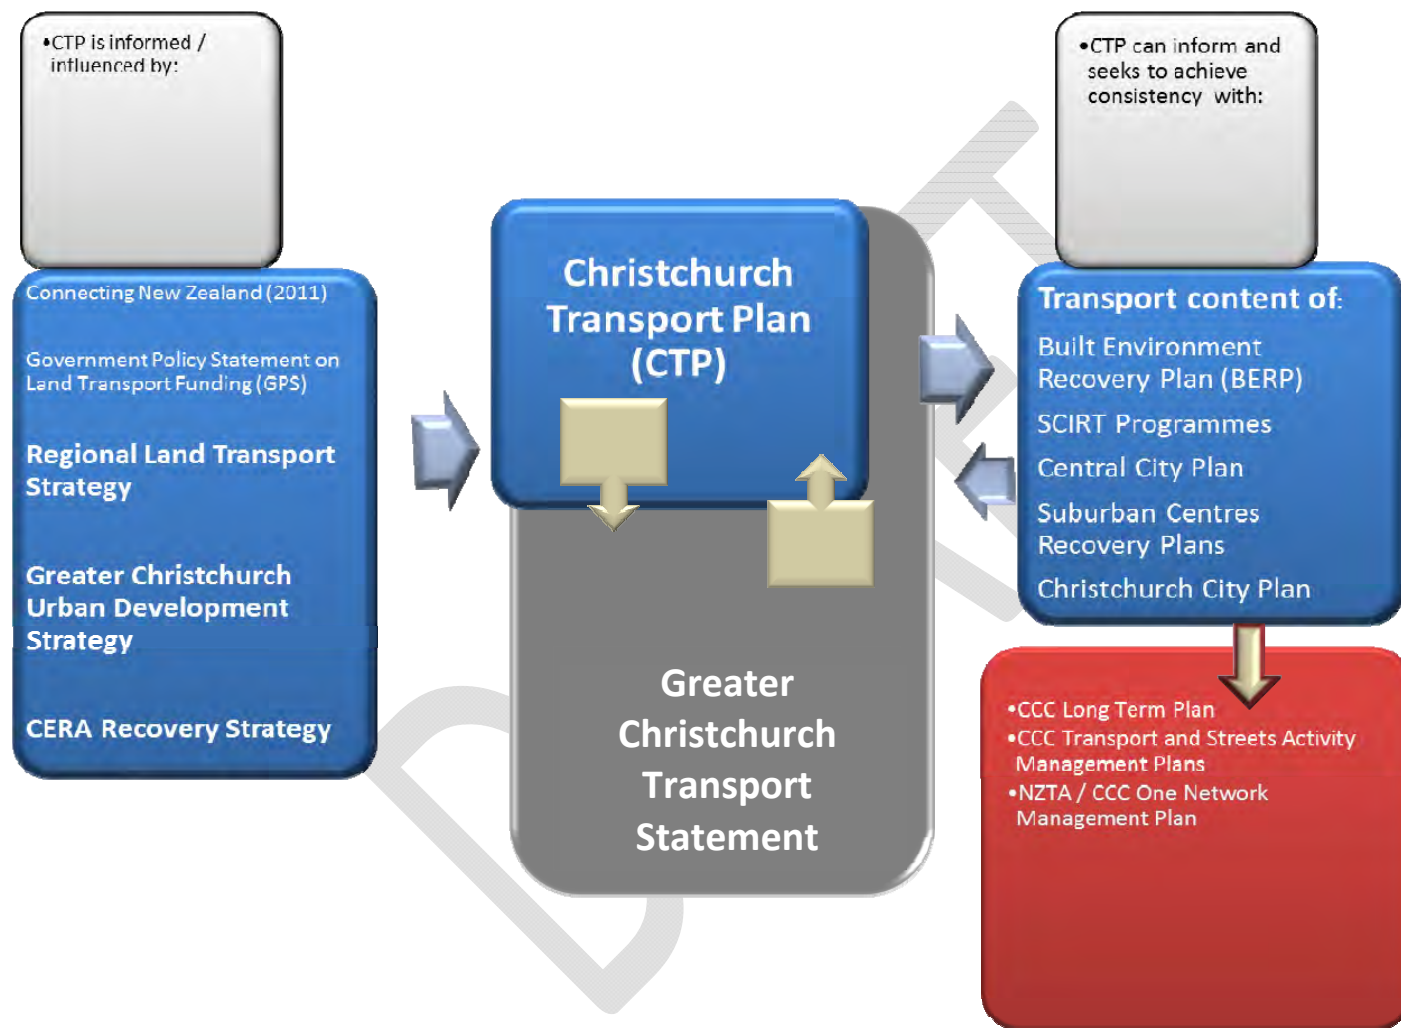 •CTP is informed /
influenced by:
Connecting New Zealand (2011)
Government Policy Statement on
Land Transport Funding (GPS)
Regional Land Transport
Strategy
Greater Christchurch
Urban Development
Strategy
CERA Recovery Strategy
Christchurch
Transport Plan
(CTP)
Greater
Christchurch
Transport
Statement
•CTP can inform and
seeks to achieve
consistency with:
Transport content of:
Built Environment
Recovery Plan (BERP)
SCIRT Programmes
Central City Plan
Suburban Centres
Recovery Plans
Christchurch City Plan
•CCC Long Term Plan
•CCC Transport and Streets Activity
Management Plans
•NZTA / CCC One Network
Management Plan
DRAFT